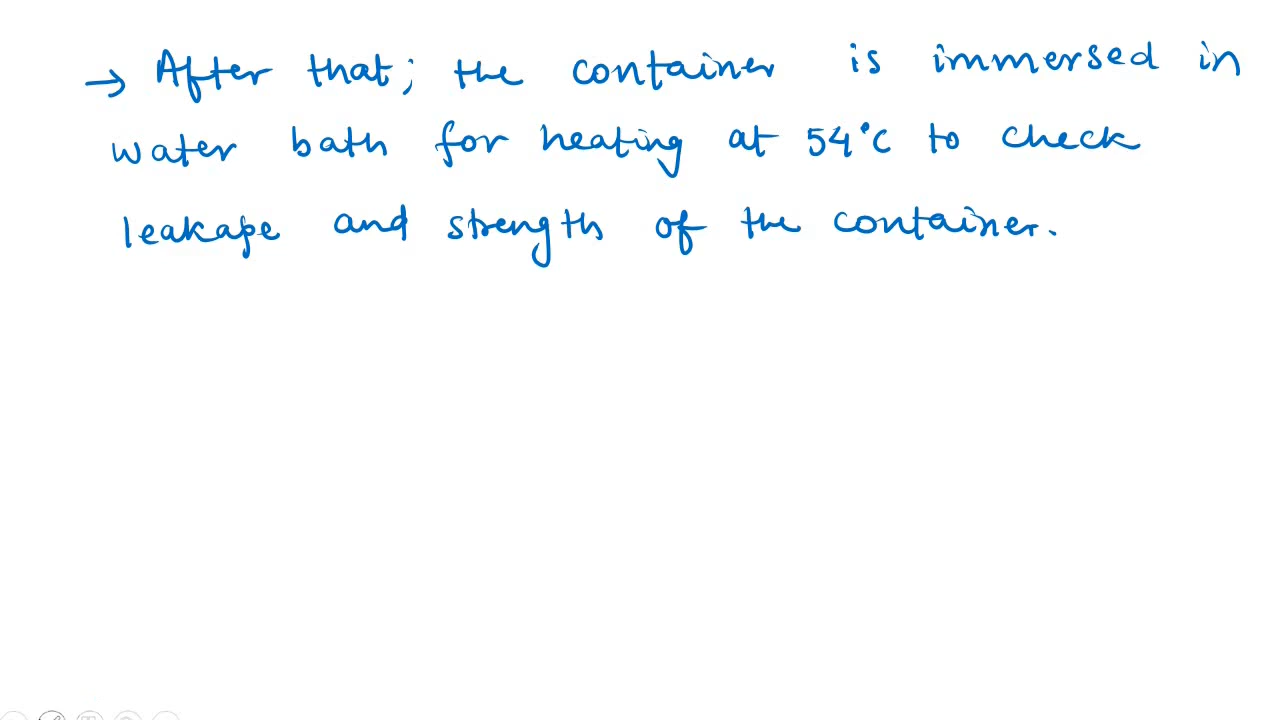 → After that; the container is immersed in
water bath for heating at 54°C to check
leakage and strength of the container.